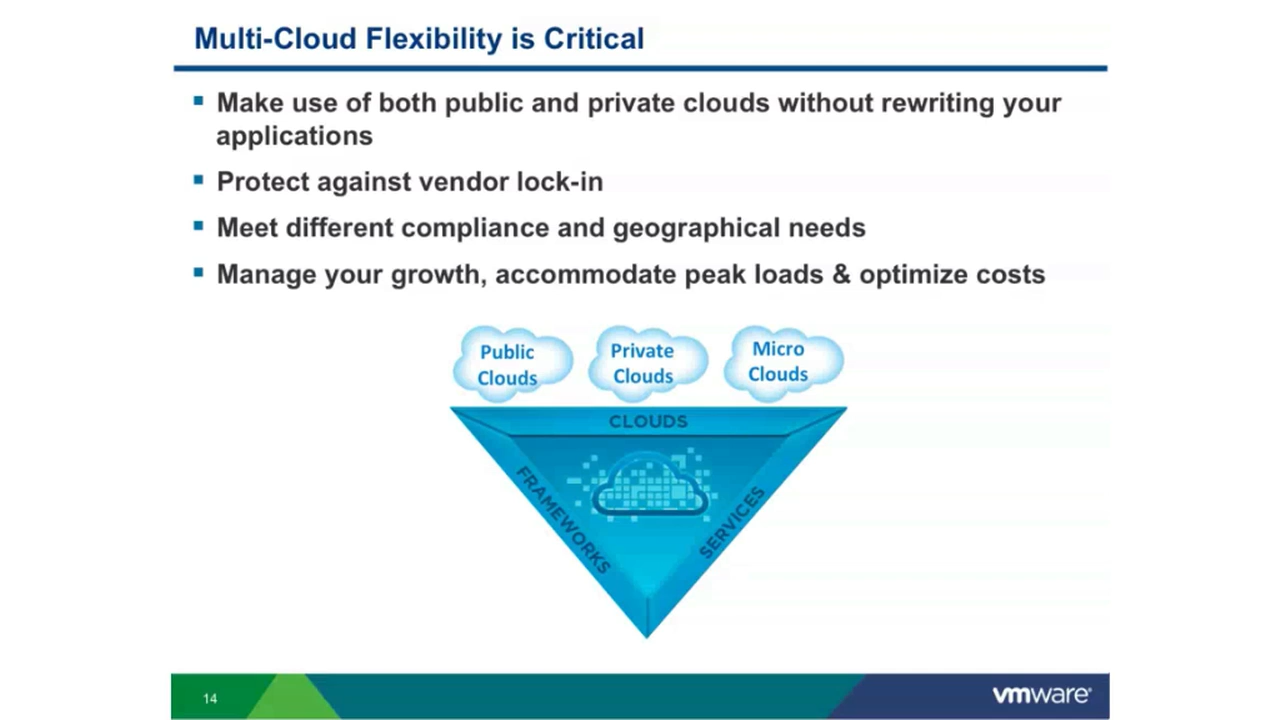 Multi-Cloud Flexibility is Critical
▪ Make use of both public and private clouds without rewriting your
applications
▪ Protect against vendor lock-in
▪ Meet different compliance and geographical needs
▪ Manage your growth, accommodate peak loads & optimize costs
Public
Clouds
Private
Clouds
Micro
Clouds
CLOUDS
FRAMEWORKS
SERVICES
14
vmware®